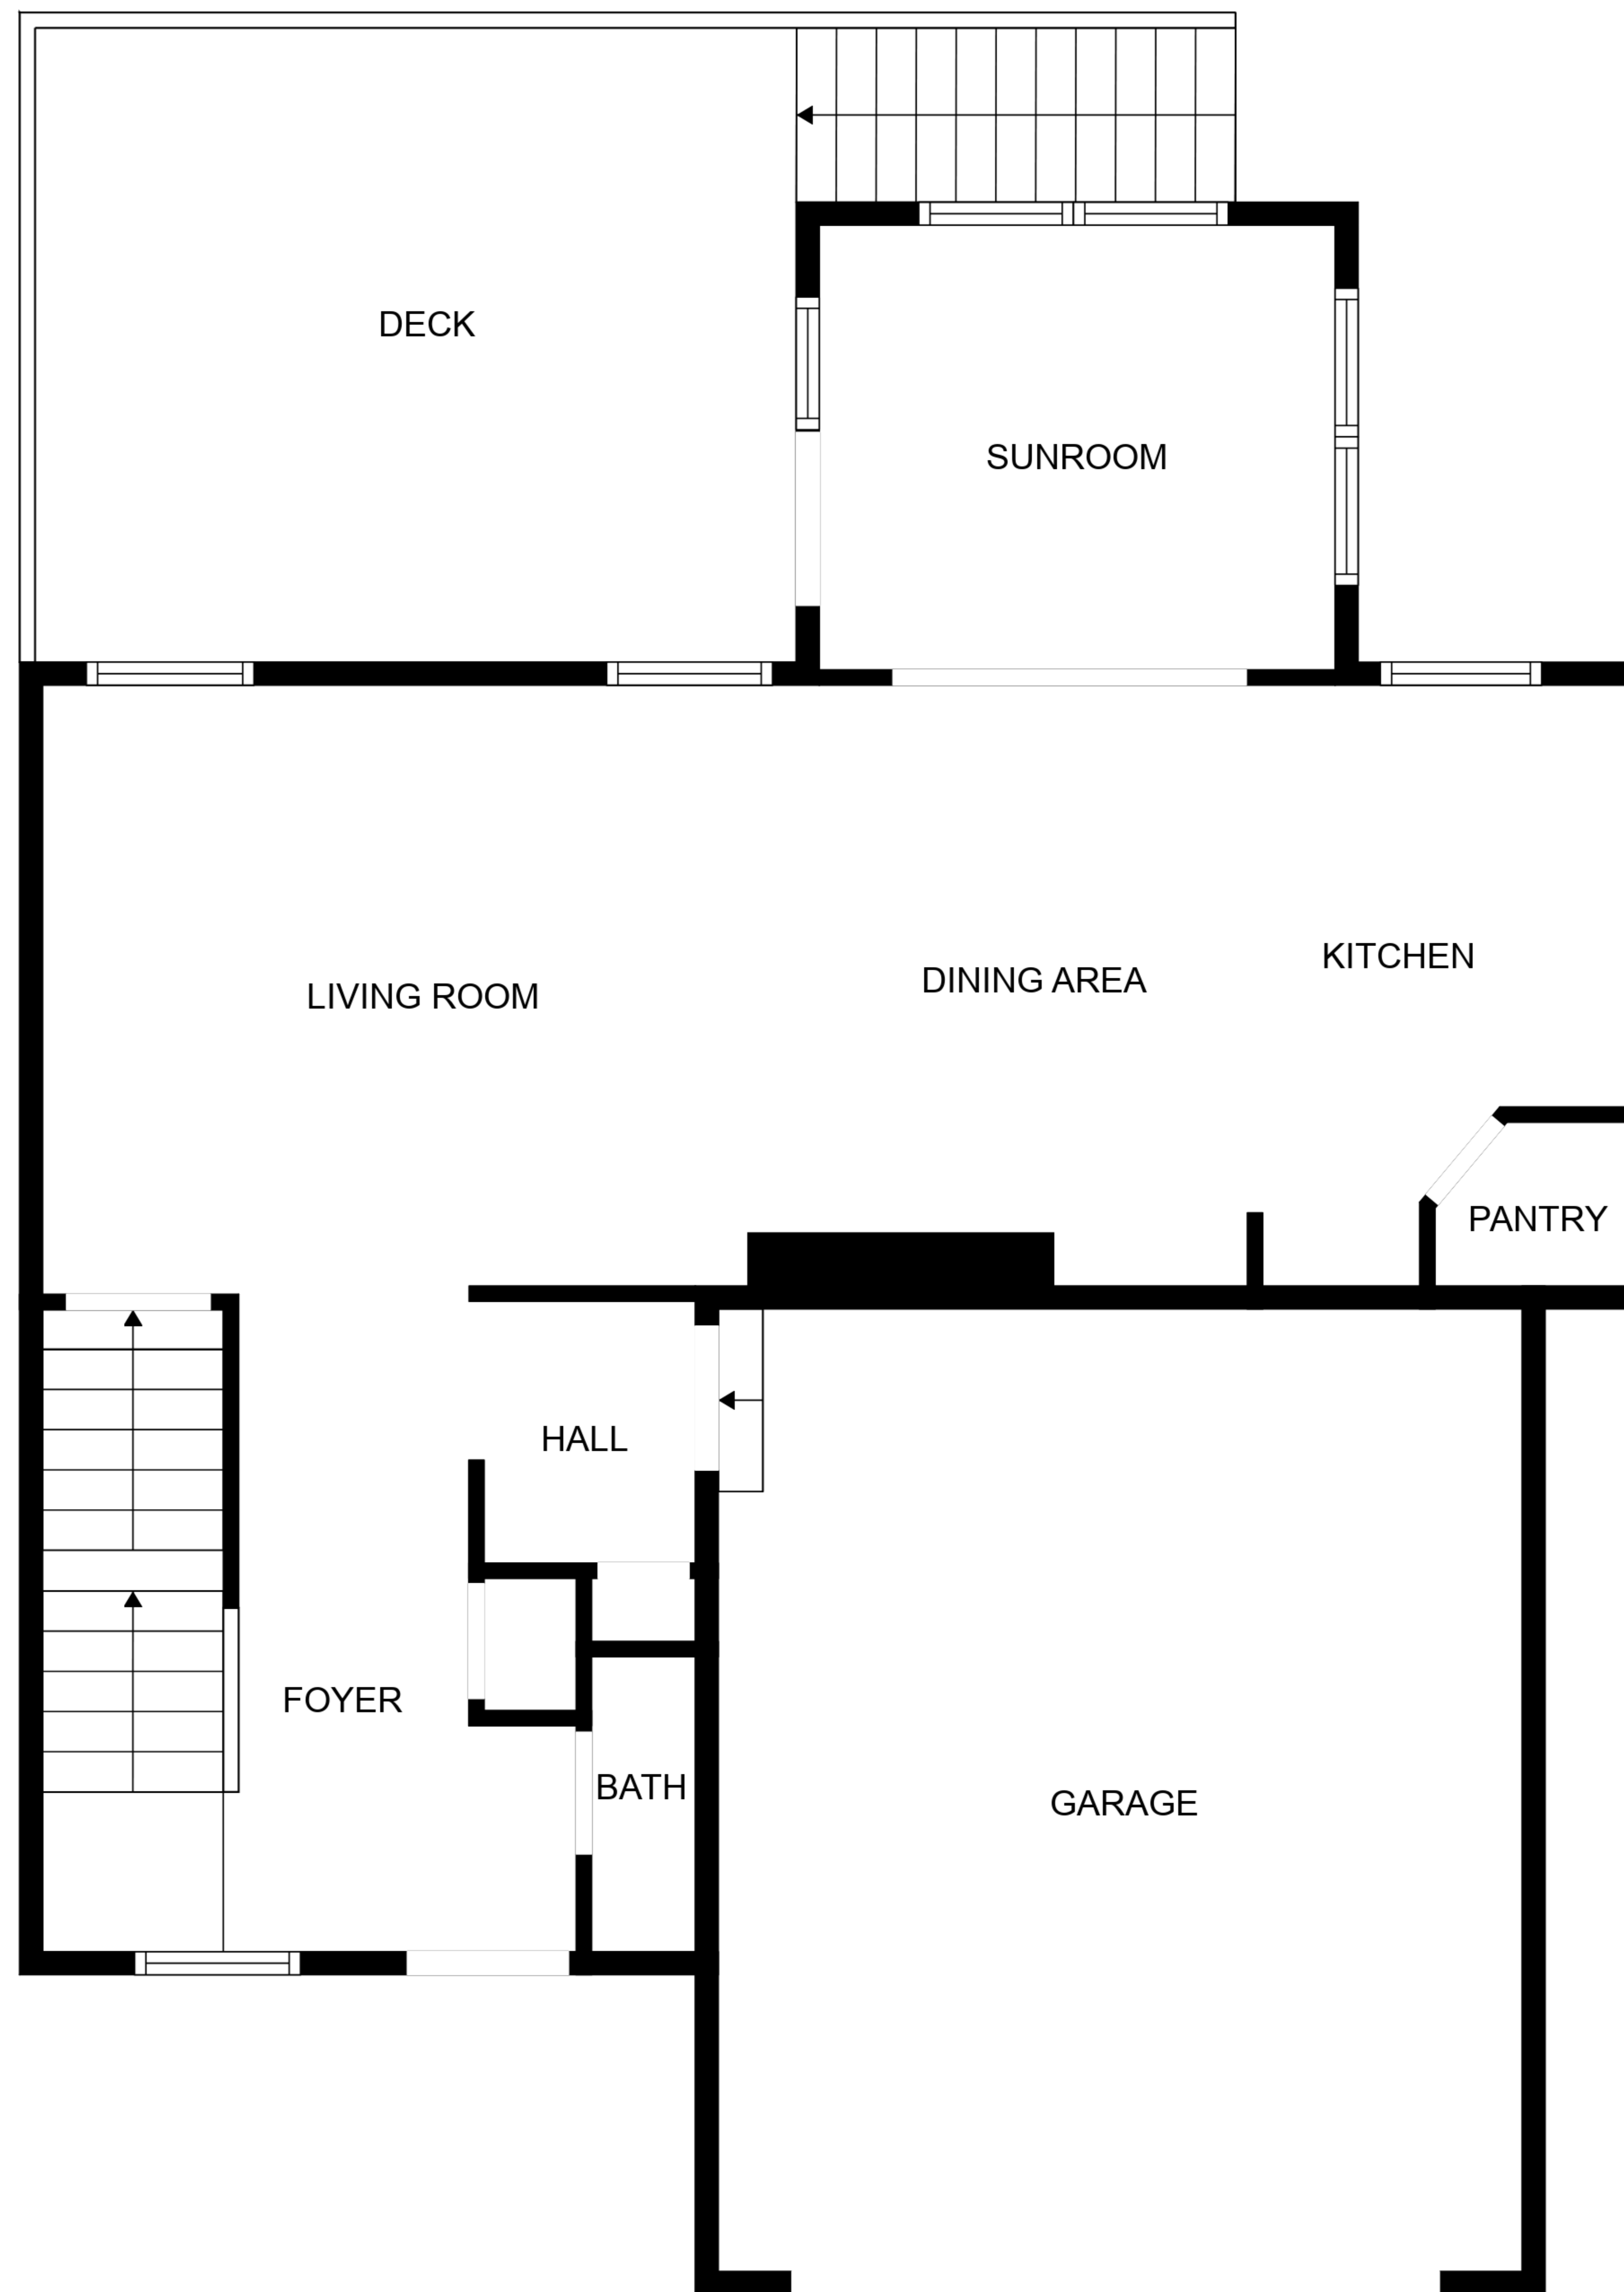 DECK
SUNROOM
KITCHEN
DINING AREA
LIVING ROOM
PANTRY
HALL
FOYER
BATH
GARAGE